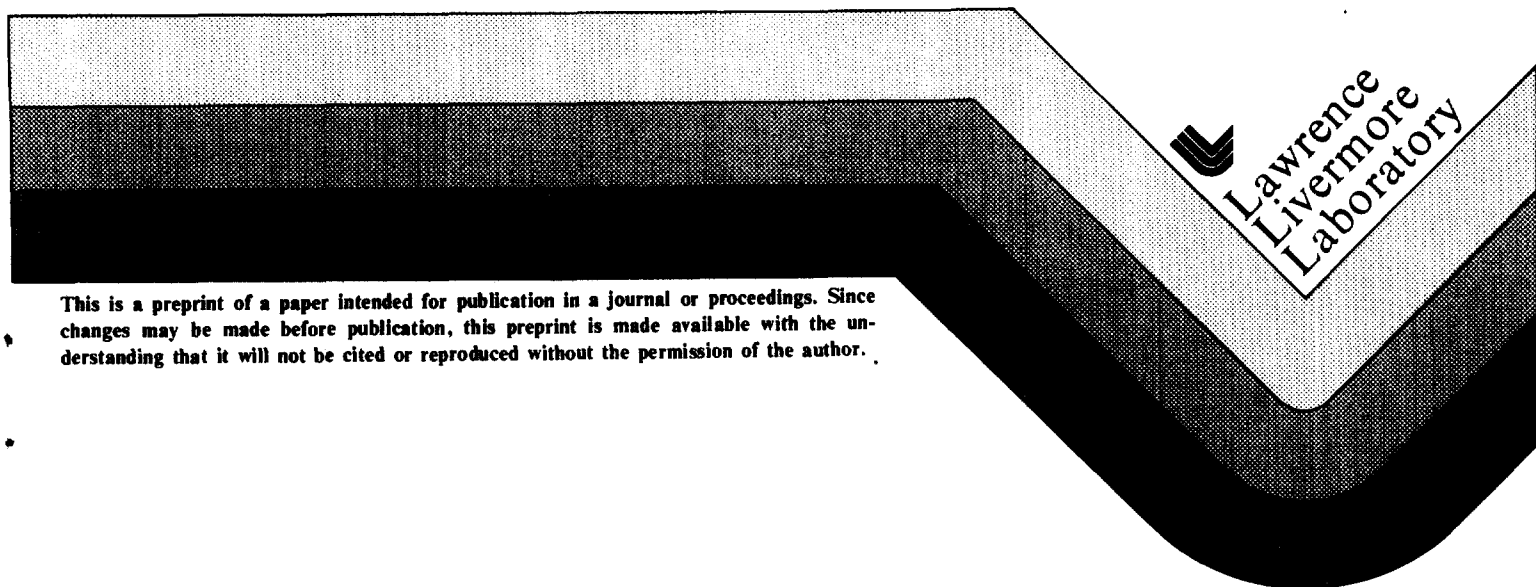 Lawrence
Livermore
Laboratory
This is a preprint of a paper intended for publication in a journal or proceedings. Since
changes may be made before publication, this preprint is made available with the un-
derstanding that it will not be cited or reproduced without the permission of the author.